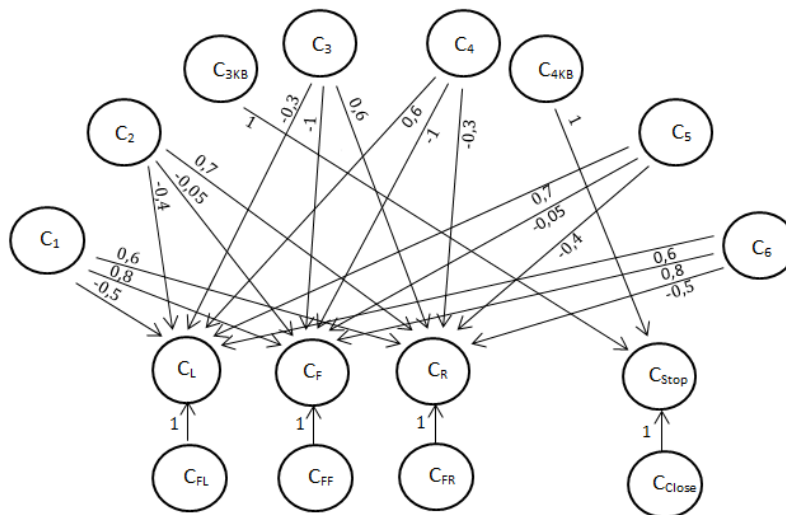 C3
C4
C3KB
C4KB
C2
C5
C1
C6
1
-0,3
-1
0,6
0,6
-1
-0,3
1
0,7
-0,05
-0,4
0,7
-0,05
-0,4
0,6
0,8
-0,5
0,6
0,8
-0,5
CL
CF
CR
CStop
1
1
1
1
CFL
CFF
CFR
CClose